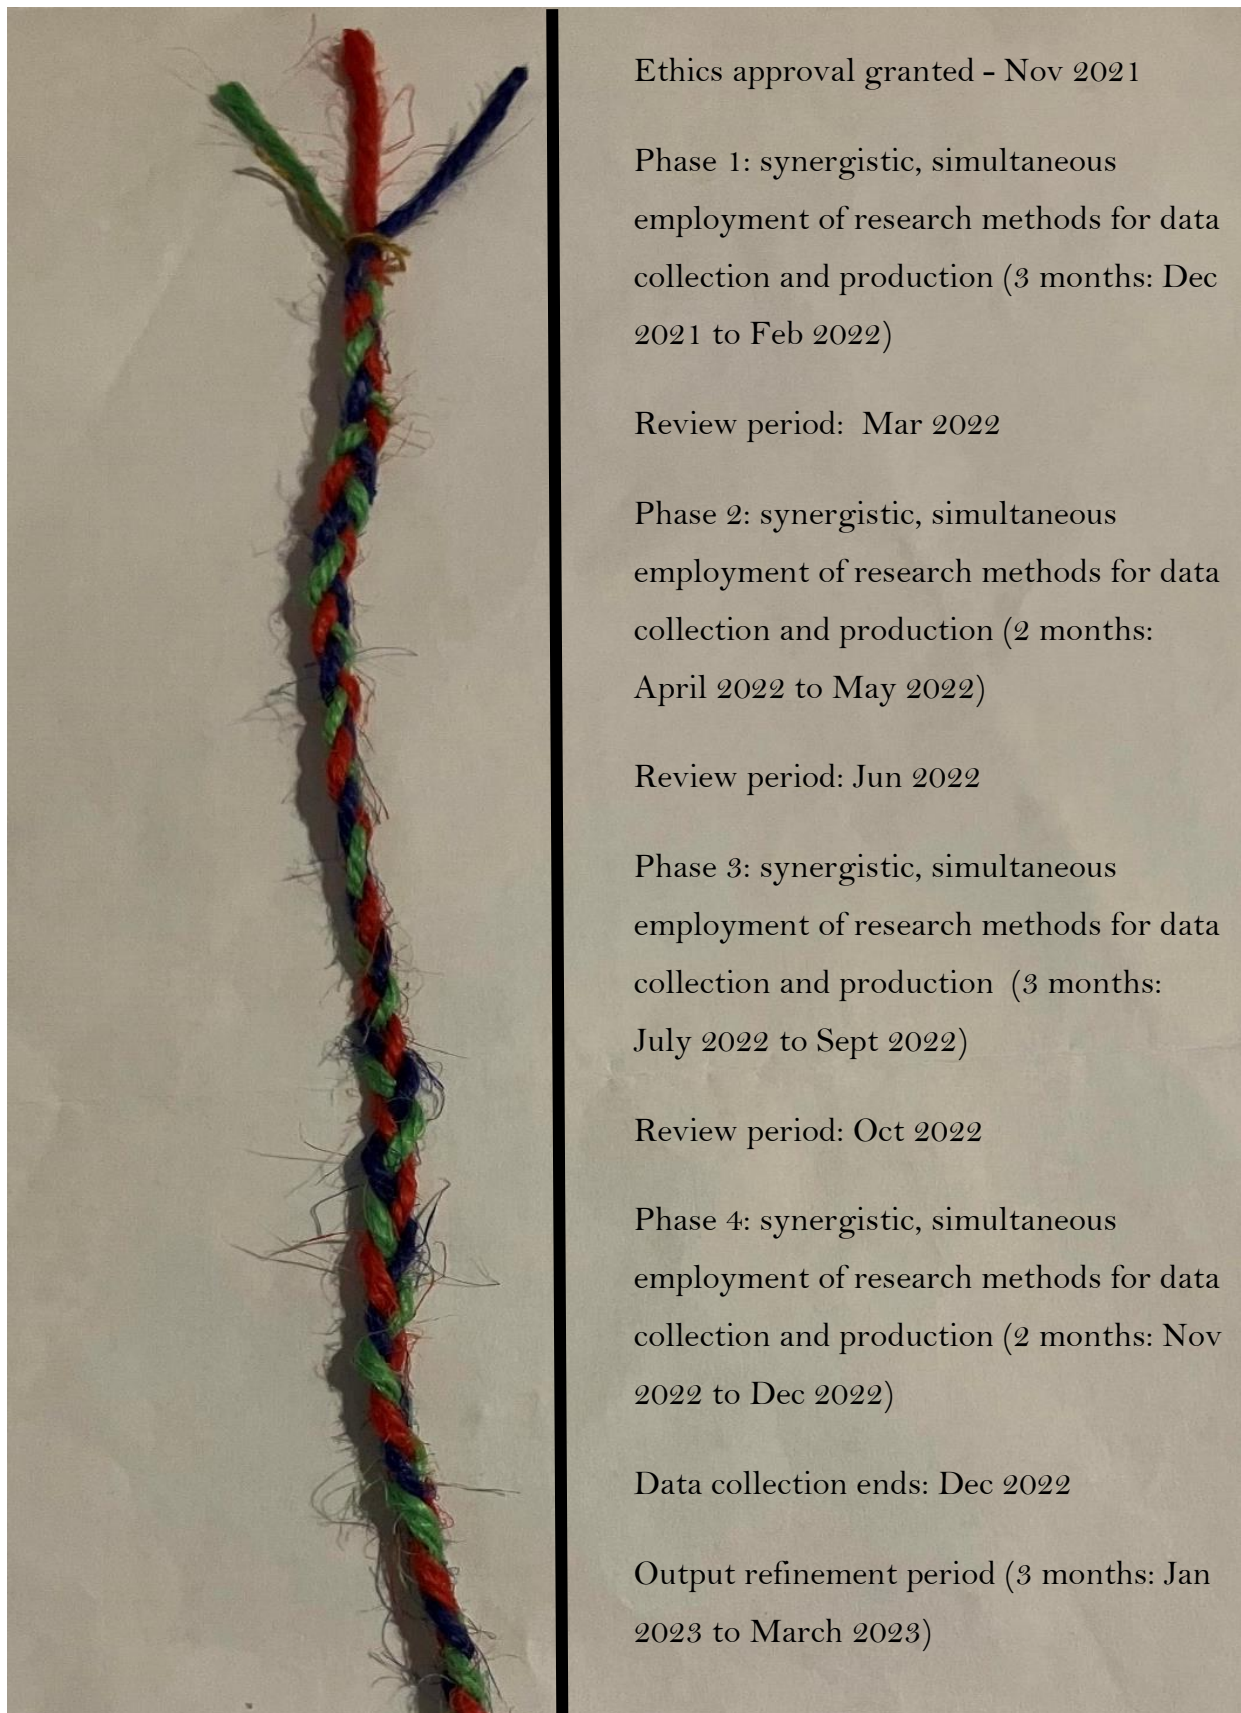 Ethics approval granted - Nov 2021
Phase 1: synergistic, simultaneous
employment of research methods for data
collection and production (3 months: Dec
2021 to Feb 2022)
Review period:  Mar 2022
Phase 2: synergistic, simultaneous
employment of research methods for data
collection and production (2 months:
April 2022 to May 2022)
Review period: Jun 2022
Phase 3: synergistic, simultaneous
employment of research methods for data
collection and production  (3 months:
July 2022 to Sept 2022)
Review period: Oct 2022
Phase 4: synergistic, simultaneous
employment of research methods for data
collection and production (2 months: Nov
2022 to Dec 2022)
Data collection ends: Dec 2022
Output refinement period (3 months: Jan
2023 to March 2023)